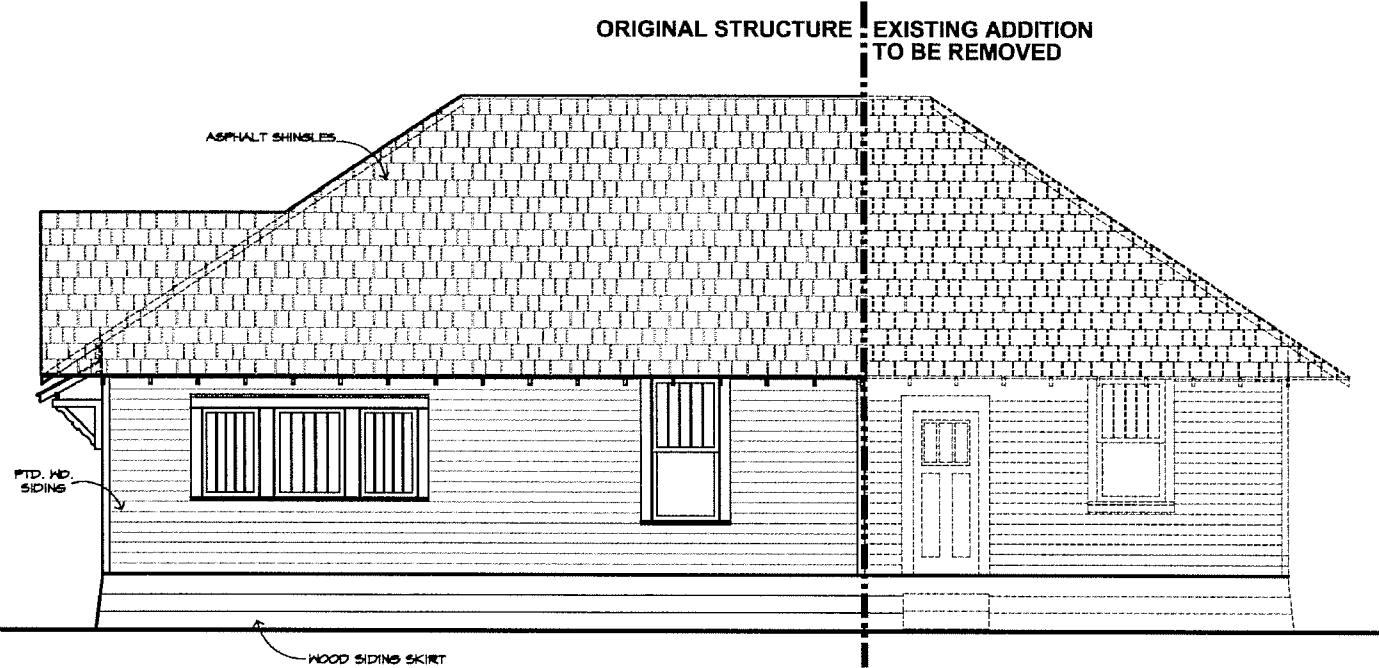 ORIGINAL STRUCTURE
EXISTING ADDITION
TO BE REMOVED
ASPHALT SHINGLES
PTD. WD.
SIDING
WOOD SIDING SKIRT